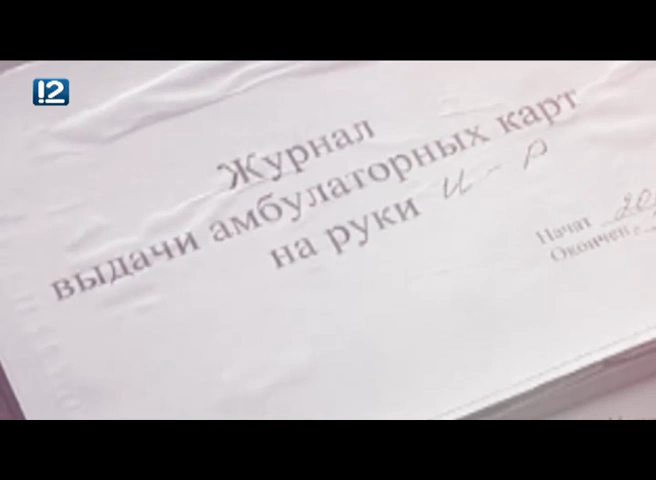 12
Журнал
выдачи амбулаторных карт
на руки И - Р
Начат 20
Окончен